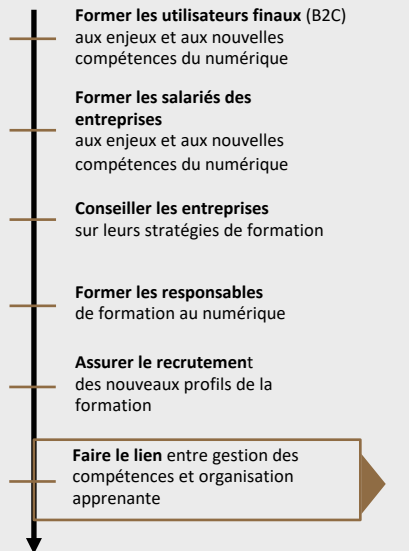 Former les utilisateurs finaux (B2C)
aux enjeux et aux nouvelles
compétences du numérique
Former les salariés des
entreprises
aux enjeux et aux nouvelles
compétences du numérique
Conseiller les entreprises
sur leurs stratégies de formation
Former les responsables
de formation au numérique
Assurer le recrutement
des nouveaux profils de la
formation
Faire le lien entre gestion des
compétences et organisation
apprenante